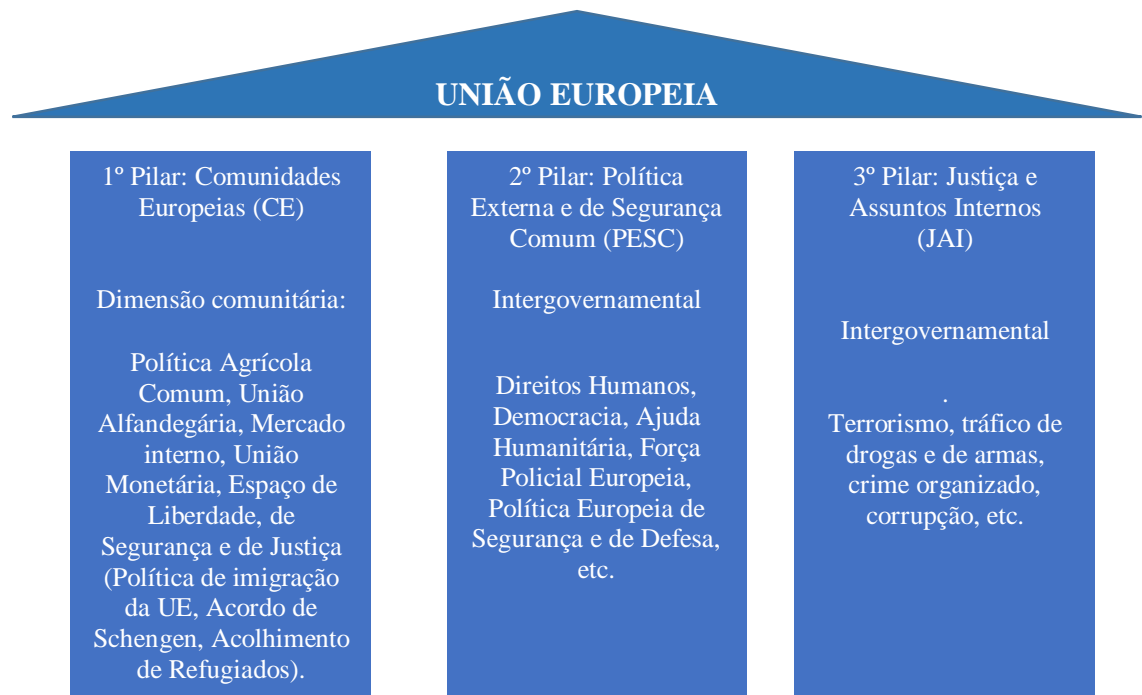 UNIÃO EUROPEIA
1º Pilar: Comunidades
Europeias (CE)
Dimensão comunitária:
Política Agrícola
Comum, União
Alfandegária, Mercado
interno, União
Monetária, Espaço de
Liberdade, de
Segurança e de Justiça
(Política de imigração
da UE, Acordo de
Schengen, Acolhimento
de Refugiados).
2º Pilar: Política
Externa e de Segurança
Comum (PESC)
Intergovernamental
Direitos Humanos,
Democracia, Ajuda
Humanitária, Força
Policial Europeia,
Política Europeia de
Segurança e de Defesa,
etc.
3º Pilar: Justiça e
Assuntos Internos
(JAI)
Intergovernamental
.
Terrorismo, tráfico de
drogas e de armas,
crime organizado,
corrupção, etc.